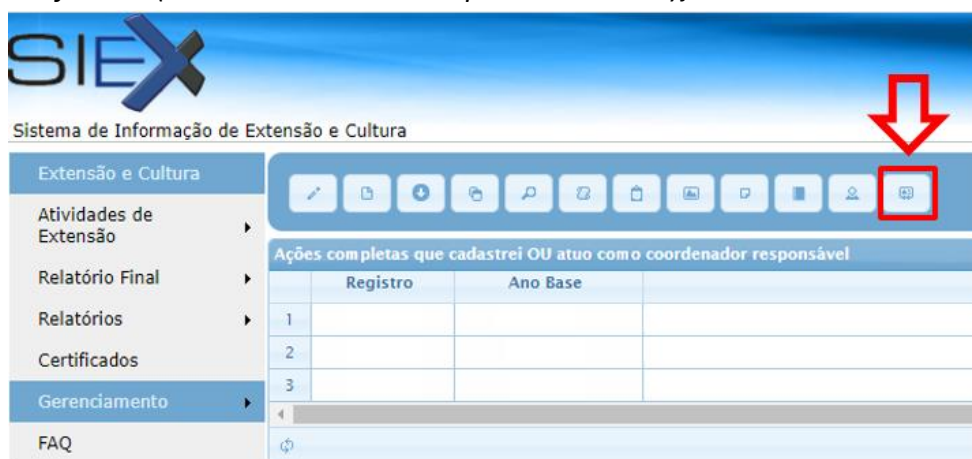 SIEX
Sistema de Informação de Extensão e Cultura
Extensão e Cultura
Atividades de
Extensão
Relatório Final
Relatórios
Certificados
Gerenciamento
FAQ
Ações completas que cadastrei OU atuo como coordenador responsável
Registro Ano Base
1
2
3